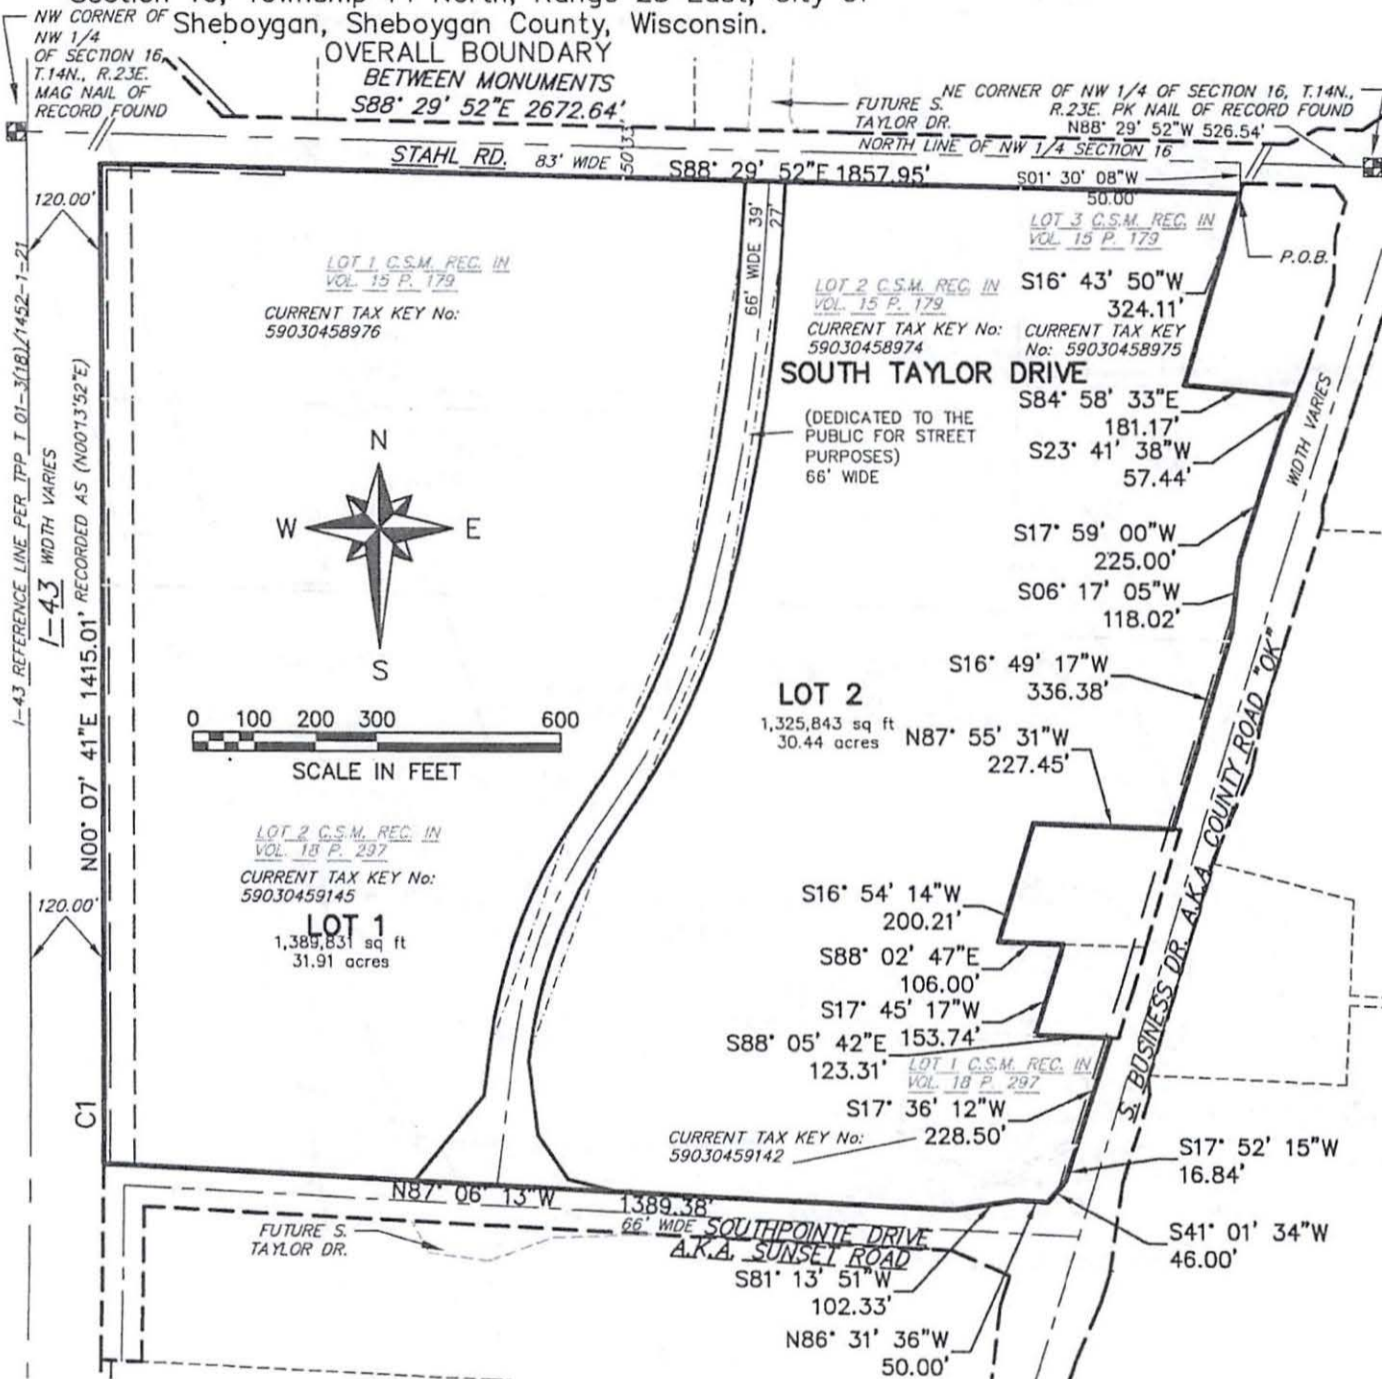 Sheboygan, Sheboygan County, Wisconsin.
NW CORNER OF
NW 1/4
OF SECTION 16,
T.14N., R.23E.
MAG NAIL OF
RECORD FOUND
OVERALL BOUNDARY
BETWEEN MONUMENTS
S88° 29' 52"E 2672.64'
FUTURE S.
TAYLOR DR.
NE CORNER OF NW 1/4 OF SECTION 16, T.14N.,
R.23E. PK NAIL OF RECORD FOUND
N88° 29' 52"W 526.54'
NORTH LINE OF NW 1/4 SECTION 16
STAHL RD. 83' WIDE
50'
33'
S88° 29' 52"E 1857.95'
S01° 30' 08"W
50.00'
P.O.B.
120.00'
I-43 REFERENCE LINE PER TPP T 01-3(18)/1452-1-21
I-43 WIDTH VARIES
N00° 07' 41"E 1415.01' RECORDED AS (N00°13'52"E)
120.00'
C1
LOT 1 C.S.M. REC. IN
VOL. 15 P. 179
CURRENT TAX KEY No:
59030458976
66' WIDE
39'
27'
LOT 2 C.S.M. REC. IN
VOL. 15 P. 179
CURRENT TAX KEY No:
59030458974
LOT 3 C.S.M. REC. IN
VOL. 15 P. 179
S16° 43' 50"W
324.11'
CURRENT TAX KEY
No: 59030458975
SOUTH TAYLOR DRIVE
(DEDICATED TO THE
PUBLIC FOR STREET
PURPOSES)
66' WIDE
S84° 58' 33"E
181.17'
S23° 41' 38"W
57.44'
WIDTH VARIES
S17° 59' 00"W
225.00'
S06° 17' 05"W
118.02'
S16° 49' 17"W
336.38'
N
W
E
S
0 100 200 300 600
SCALE IN FEET
LOT 2
1,325,843 sq ft
30.44 acres
N87° 55' 31"W
227.45'
LOT 2 C.S.M. REC. IN
VOL. 18 P. 297
CURRENT TAX KEY No:
59030459145
LOT 1
1,389,831 sq ft
31.91 acres
S16° 54' 14"W
200.21'
S88° 02' 47"E
106.00'
S17° 45' 17"W
153.74'
S88° 05' 42"E
123.31'
LOT 1 C.S.M. REC. IN
VOL. 18 P. 297
S17° 36' 12"W
228.50'
CURRENT TAX KEY No:
59030459142
S. BUSINESS DR. A.K.A. COUNTY ROAD "OK"
S17° 52' 15"W
16.84'
S41° 01' 34"W
46.00'
N87° 06' 13"W 1389.38'
66' WIDE SOUTHPOINTE DRIVE
A.K.A. SUNSET ROAD
FUTURE S.
TAYLOR DR.
S81° 13' 51"W
102.33'
N86° 31' 36"W
50.00'